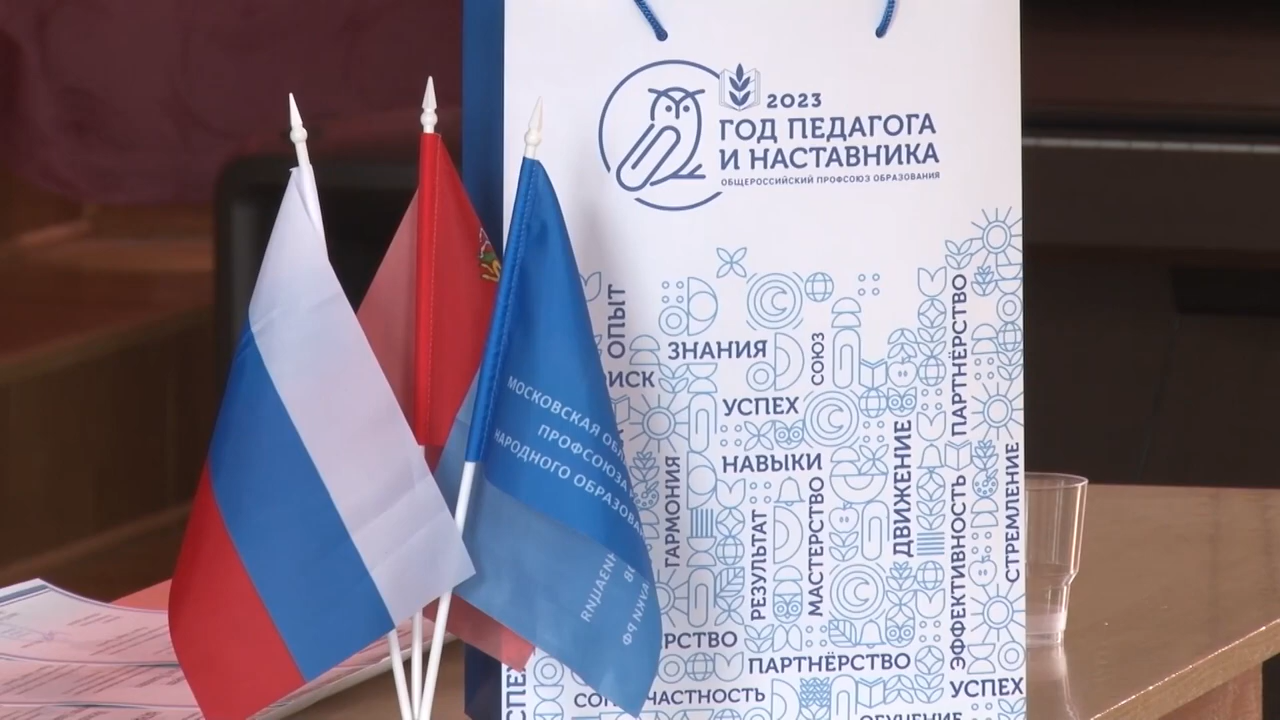 2023
ГОД ПЕДАГОГА
И НАСТАВНИКА
ОБЩЕРОССИЙСКИЙ ПРОФСОЮЗ ОБРАЗОВАНИЯ
ОПЫТ
ЗНАНИЯ
СОЮЗ
ПАРТНЁРСТВО
УСПЕХ
НАВЫКИ
ГАРМОНИЯ
РЕЗУЛЬТАТ
МАСТЕРСТВО
ДВИЖЕНИЕ
ЭФФЕКТИВНОСТЬ
СТРЕМЛЕНИЕ
ПАРТНЁРСТВО
УСПЕХ
МОСКОВСКАЯ
ПРОФСОЮЗА
НАРОДНОГО